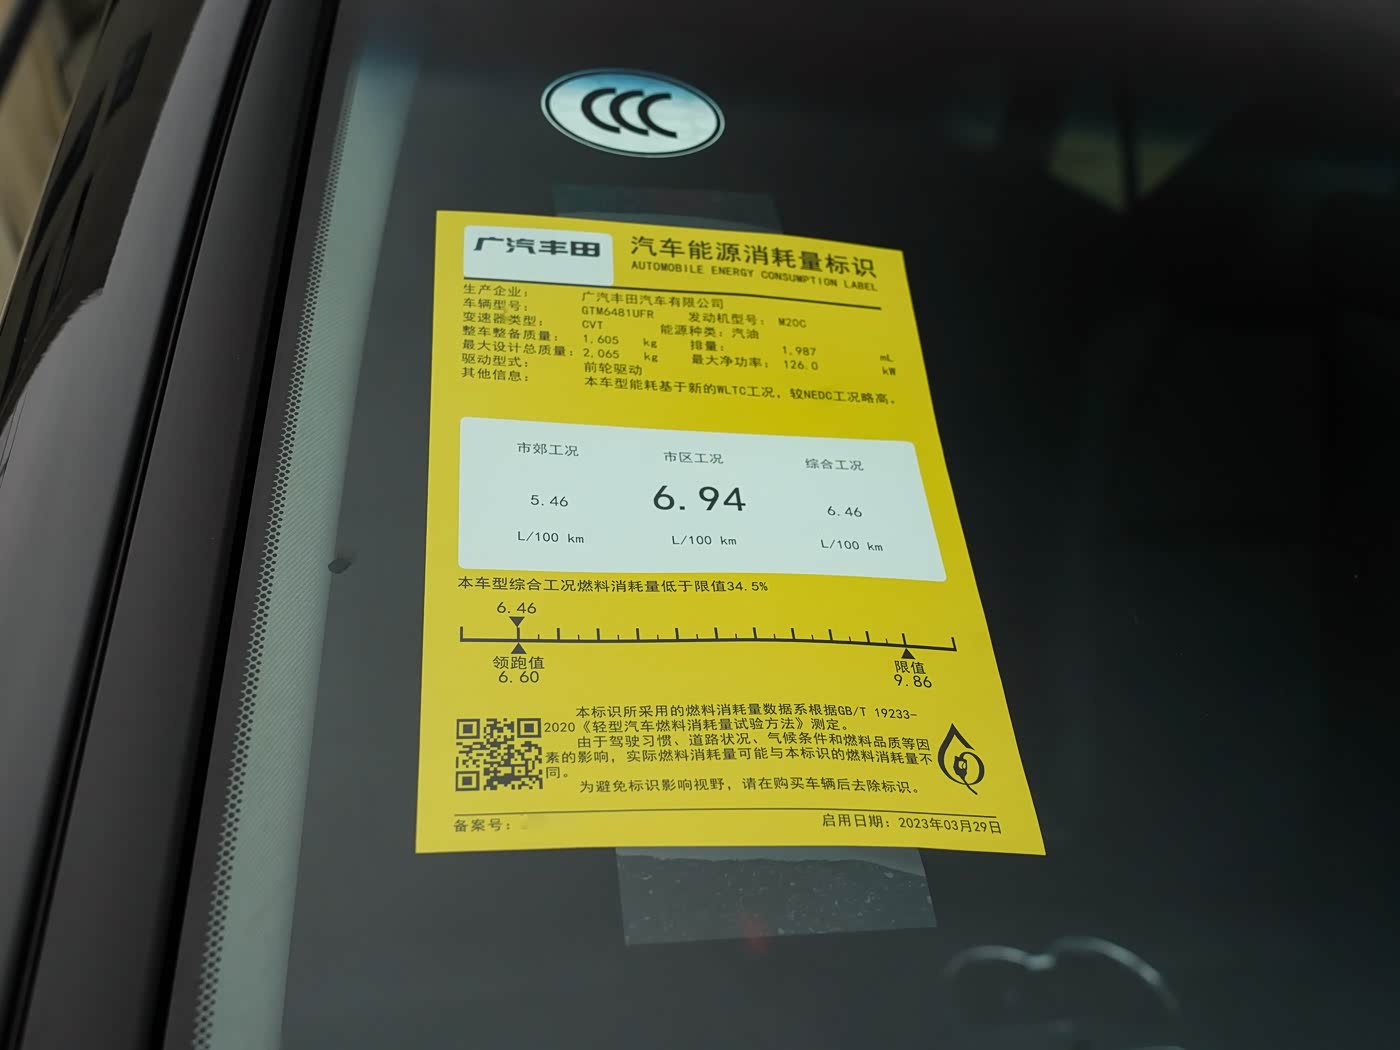 CCC
广汽丰田
汽车能源消耗量标识
AUTOMOBILE ENERGY CONSUMPTION LABEL
生产企业： 广汽丰田汽车有限公司
车辆型号： GTM6481UFR 发动机型号： M20C
变速器类型： CVT 能源种类：汽油
整车整备质量： 1,605 kg 排量： 1,987 mL
最大设计总质量： 2,065 kg 最大净功率： 126.0 kW
驱动型式： 前轮驱动
其他信息： 本车型能耗基于新的WLTC工况，较NEDC工况略高。
市郊工况 市区工况 综合工况
5.46 6.94 6.46
L/100 km L/100 km L/100 km
本车型综合工况燃料消耗量低于限值34.5%
6.46
领跑值 限值
6.60 9.86
本标识所采用的燃料消耗量数据系根据GB/T 19233-
2020《轻型汽车燃料消耗量试验方法》测定。
由于驾驶习惯、道路状况、气候条件和燃料品质等因
素的影响，实际燃料消耗量可能与本标识的燃料消耗量不
同。
为避免标识影响视野，请在购买车辆后去除标识。
备案号： 启用日期：2023年03月29日